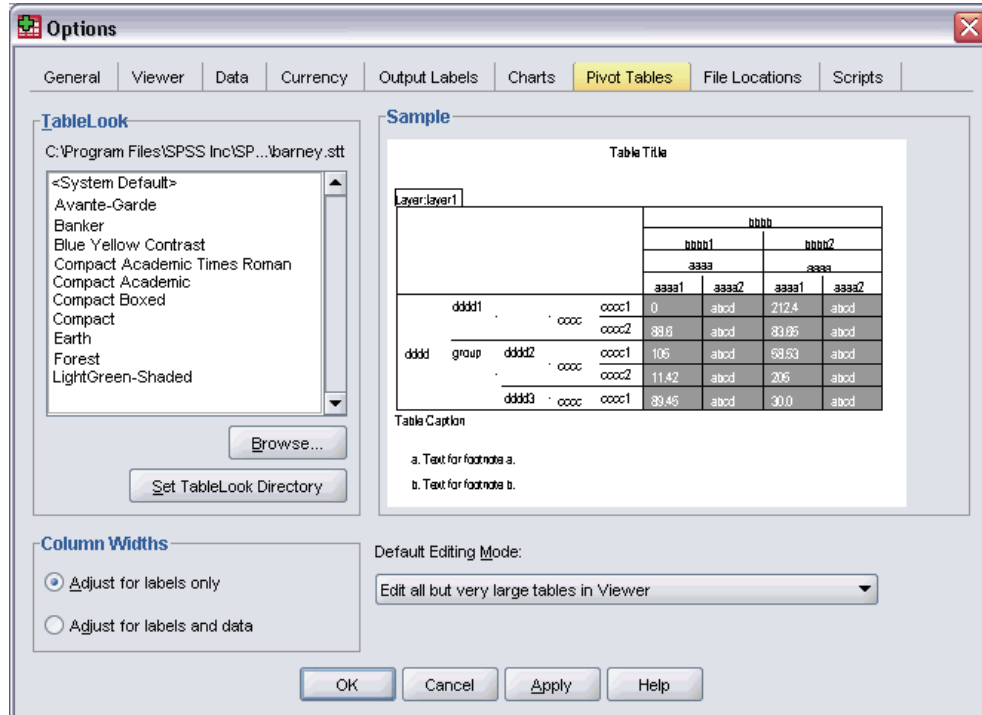 Options
General Viewer Data Currency Output Labels Charts Pivot Tables File Locations Scripts
TableLook
C:\Program Files\SPSS Inc\SP...\barney.stt
<System Default>
Avante-Garde
Banker
Blue Yellow Contrast
Compact Academic Times Roman
Compact Academic
Compact Boxed
Compact
Earth
Forest
LightGreen-Shaded
Browse...
Set TableLook Directory
Sample
Table Title
Layer:layer1
bbbb
bbbb1 bbbb2
aaaa aaaa
aaaa1 aaaa2 aaaa1 aaaa2
dddd1 cccc cccc1 0 abcd 212.4 abcd
cccc2 88.6 abcd 83.65 abcd
dddd group dddd2 cccc cccc1 105 abcd 58.53 abcd
cccc2 11.42 abcd 205 abcd
dddd3 cccc cccc1 89.45 abcd 30.0 abcd
Table Caption
a. Text for footnote a.
b. Text for footnote b.
Column Widths
Adjust for labels only
Adjust for labels and data
Default Editing Mode:
Edit all but very large tables in Viewer
OK Cancel Apply Help